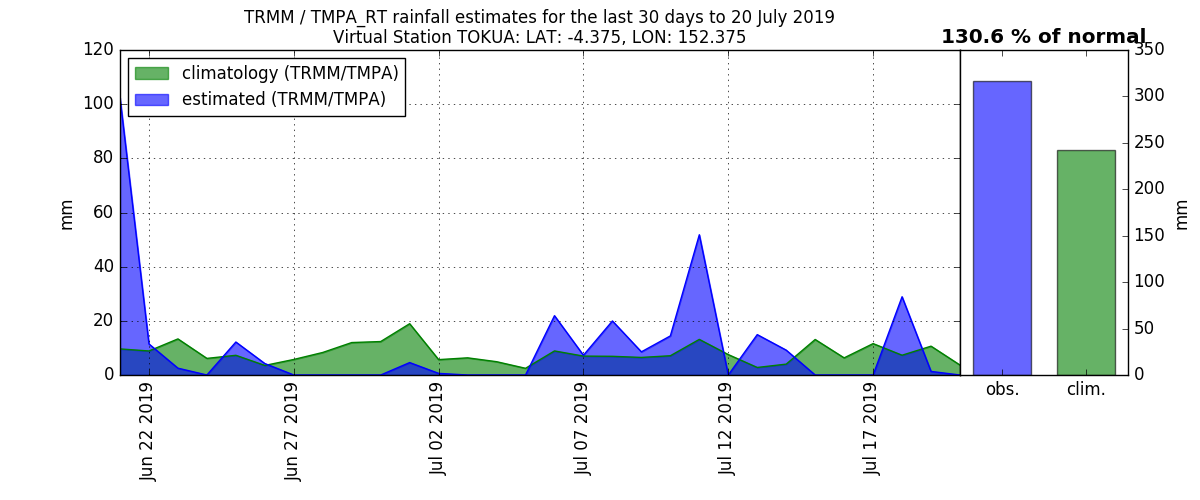 TRMM / TMPA_RT rainfall estimates for the last 30 days to 20 July 2019
Virtual Station TOKUA: LAT: -4.375, LON: 152.375
130.6 % of normal
climatology (TRMM/TMPA)
estimated (TRMM/TMPA)
120
100
80
60
40
20
0
mm
Jun 22 2019
Jun 27 2019
Jul 02 2019
Jul 07 2019
Jul 12 2019
Jul 17 2019
350
300
250
200
150
100
50
0
mm
obs.
clim.